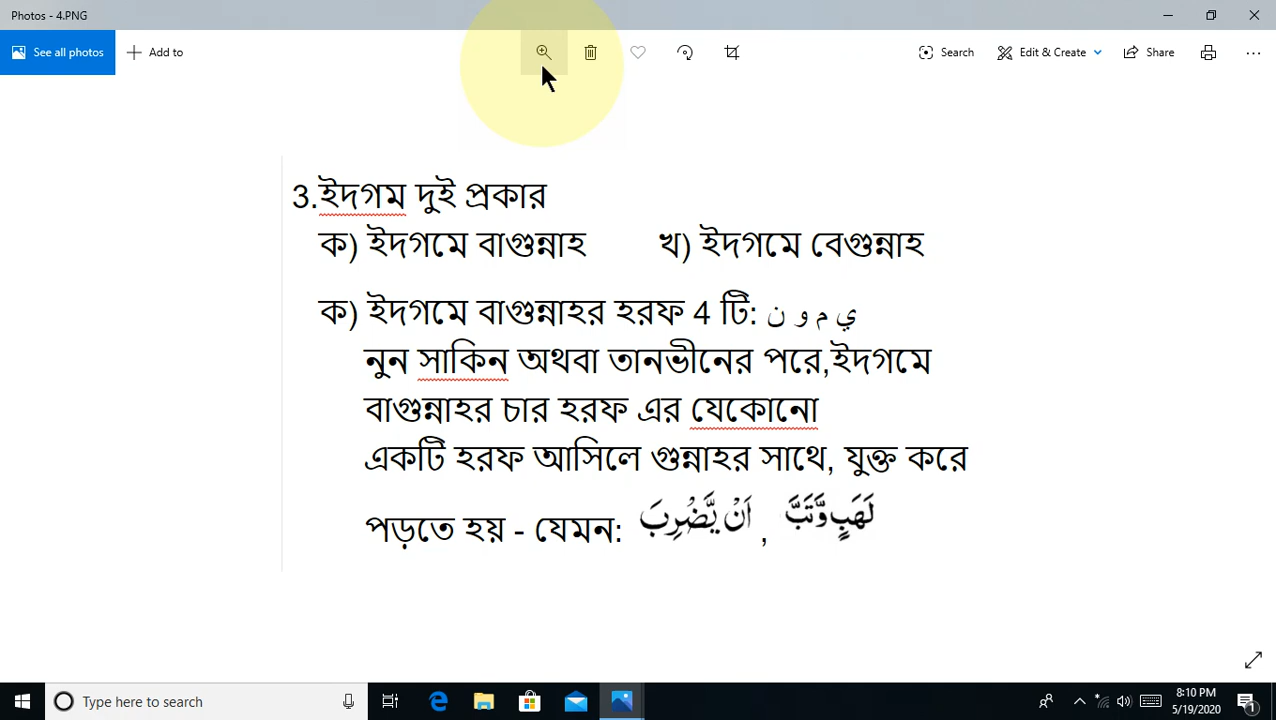 Photos - 4.PNG
See all photos
Add to
Search
Edit & Create
Share
3.ইদগম দুই প্রকার
ক) ইদগমে বাগুন্নাহ খ) ইদগমে বেগুন্নাহ
ক) ইদগমে বাগুন্নাহর হরফ 4 টি: ي م و ن
নুন সাকিন অথবা তানভীনের পরে,ইদগমে
বাগুন্নাহর চার হরফ এর যেকোনো
একটি হরফ আসিলে গুন্নাহর সাথে, যুক্ত করে
পড়তে হয় - যেমন: اَنْ يَّضْرِبَ , لَهَبٍ وَّتَبَّ
Type here to search
8:10 PM
5/19/2020
1